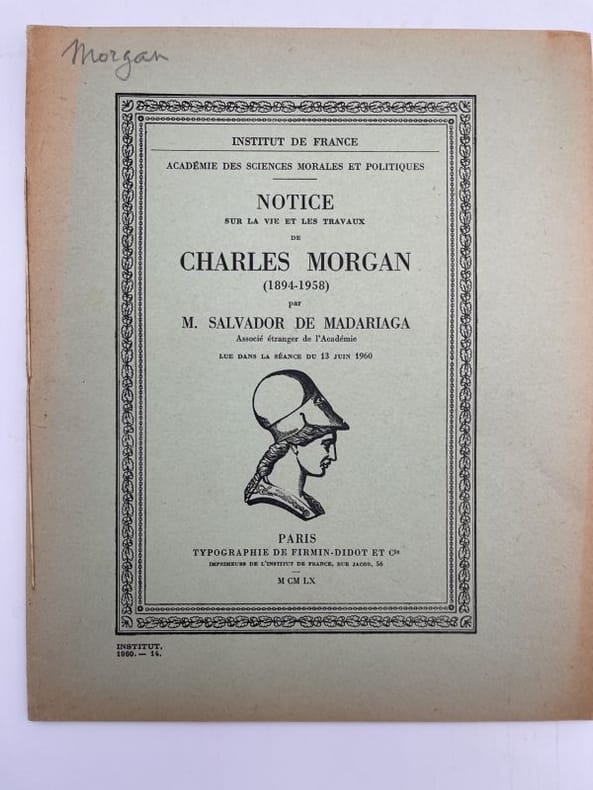 Morgan
INSTITUT DE FRANCE
ACADÉMIE DES SCIENCES MORALES ET POLITIQUES
NOTICE
SUR LA VIE ET LES TRAVAUX
DE
CHARLES MORGAN
(1894-1958)
par
M. SALVADOR DE MADARIAGA
Associé étranger de l'Académie
LUE DANS LA SÉANCE DU 13 JUIN 1960
PARIS
TYPOGRAPHIE DE FIRMIN-DIDOT ET Cie
IMPRIMEURS DE L'INSTITUT DE FRANCE, RUE JACOB, 56
M CM LX
INSTITUT.
1960. — 14.